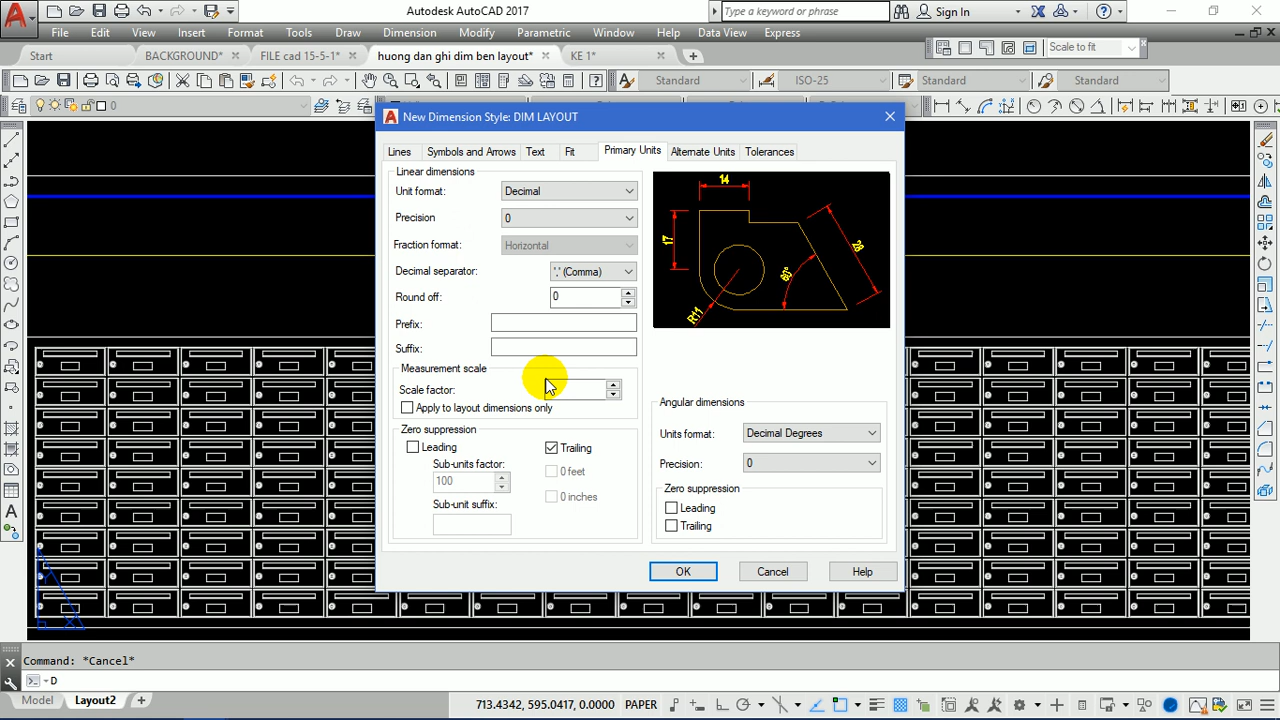 Autodesk AutoCAD 2017
Type a keyword or phrase
Sign In
File Edit View Insert Format Tools Draw Dimension Modify Parametric Window Help Data View Express
Start BACKGROUND* FILE cad 15-5-1* huong dan ghi dim ben layout* KE 1*
Scale to fit
Standard ISO-25 Standard Standard
0
New Dimension Style: DIM LAYOUT
Lines Symbols and Arrows Text Fit Primary Units Alternate Units Tolerances
Linear dimensions
Unit format: Decimal
Precision 0
Fraction format: Horizontal
Decimal separator: ',' (Comma)
Round off: 0
Prefix:
Suffix:
Measurement scale
Scale factor:
Apply to layout dimensions only
Zero suppression
Leading
Trailing
Sub-units factor:
100
0 feet
0 inches
Sub-unit suffix:
14
17
28
60°
R11
Angular dimensions
Units format: Decimal Degrees
Precision: 0
Zero suppression
Leading
Trailing
OK Cancel Help
Y
X
Command: *Cancel*
D
Model Layout2
713.4342, 595.0417, 0.0000 PAPER